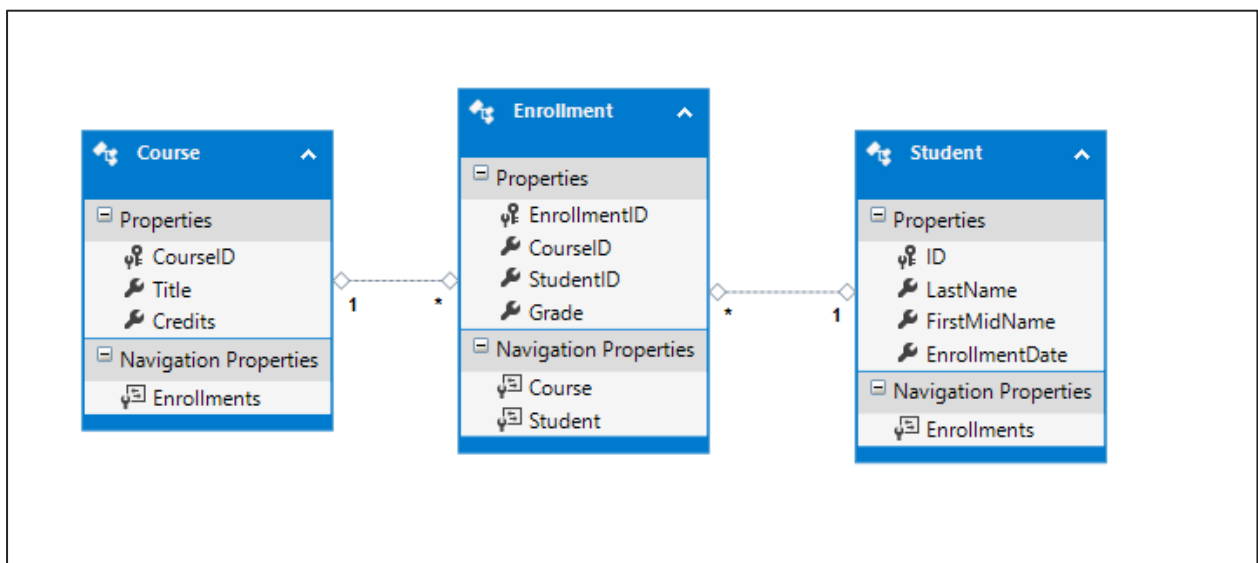 Course
Properties
CourseID
Title
Credits
Navigation Properties
Enrollments
1
*
Enrollment
Properties
EnrollmentID
CourseID
StudentID
Grade
Navigation Properties
Course
Student
*
1
Student
Properties
ID
LastName
FirstMidName
EnrollmentDate
Navigation Properties
Enrollments